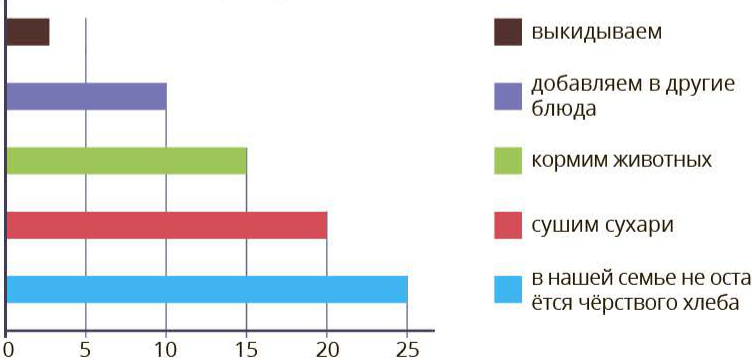 выкидываем
добавляем в другие
блюда
кормим животных
сушим сухари
в нашей семье не оста
ётся чёрствого хлеба
0 5 10 15 20 25